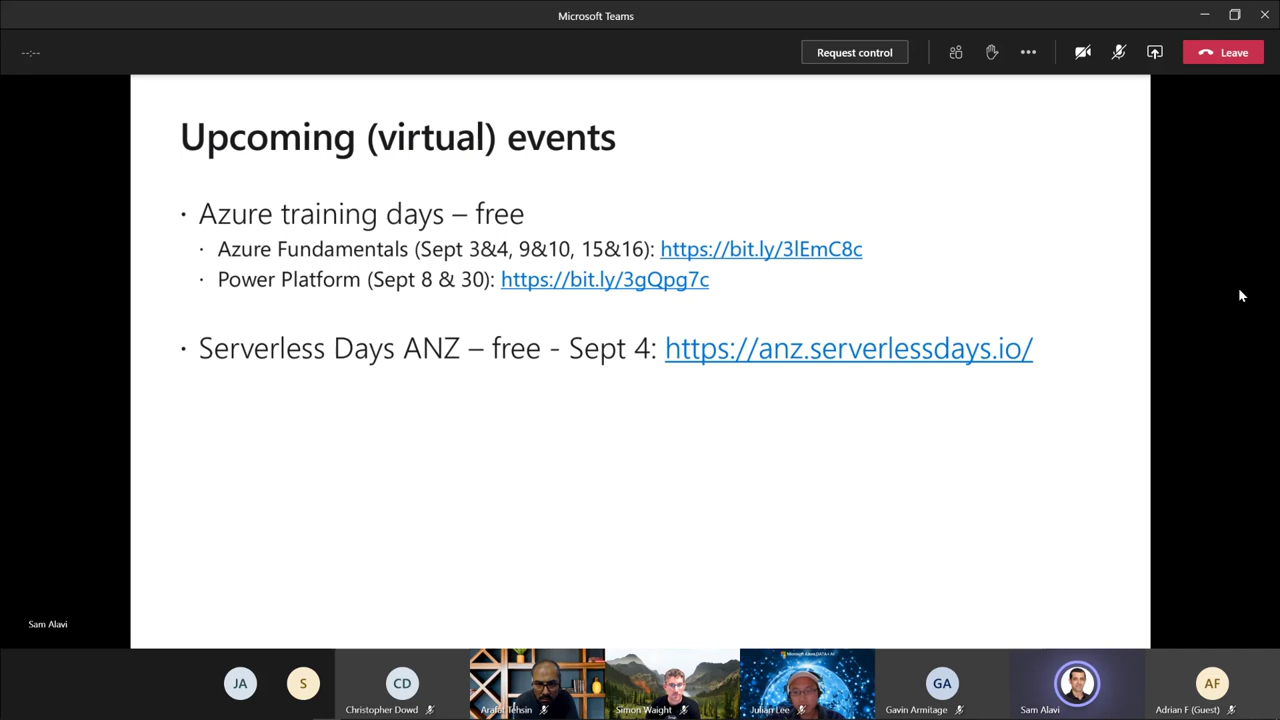 Microsoft Teams
--:--
Request control
Leave
Upcoming (virtual) events
• Azure training days – free
• Azure Fundamentals (Sept 3&4, 9&10, 15&16): https://bit.ly/3lEmC8c
• Power Platform (Sept 8 & 30): https://bit.ly/3gQpg7c
• Serverless Days ANZ – free - Sept 4: https://anz.serverlessdays.io/
Sam Alavi
JA
S
CD
GA
AF
Christopher Dowd
Arafat Tehsin
Simon Waight
Julian Lee
Gavin Armitage
Sam Alavi
Adrian F (Guest)